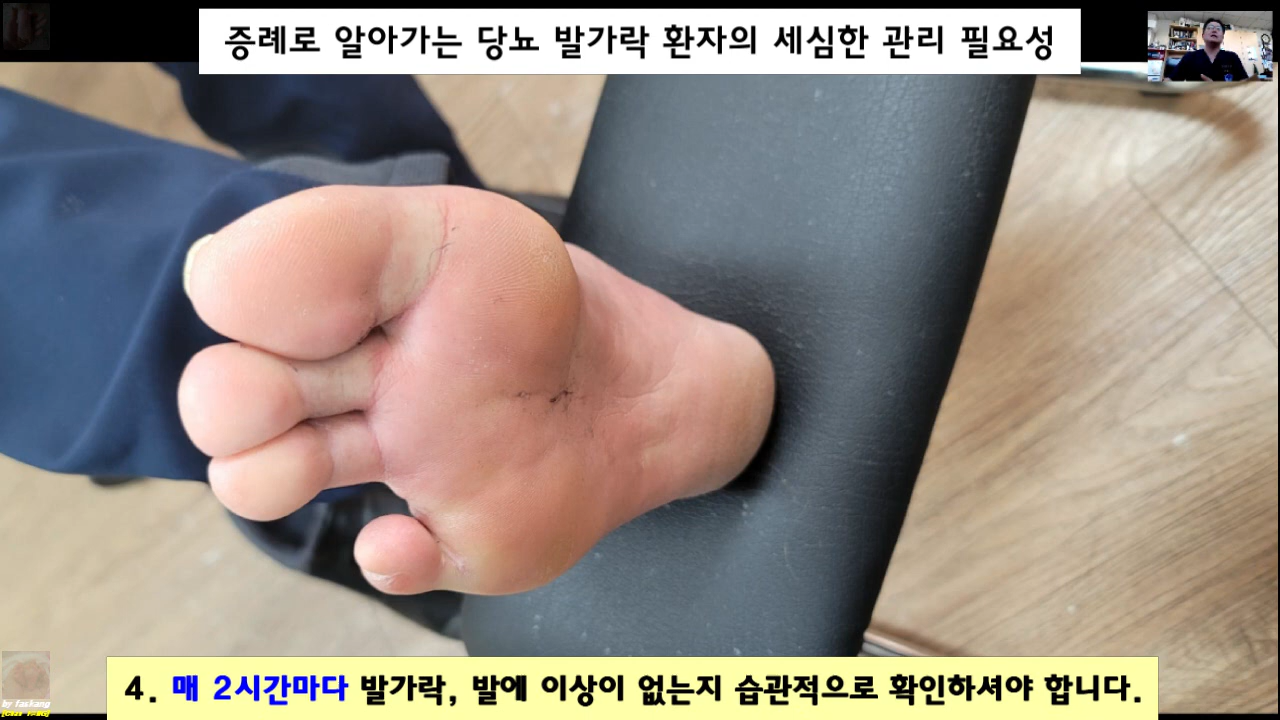 증례로 알아가는 당뇨 발가락 환자의 세심한 관리 필요성
4. 매 2시간마다 발가락, 발에 이상이 없는지 습관적으로 확인하셔야 합니다.
by faskang